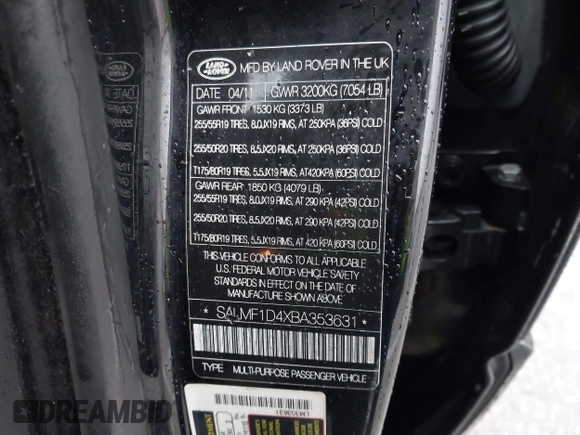 LAND ROVER
MFD BY LAND ROVER IN THE UK
DATE 04/11 GVWR 3200KG (7054 LB)
GAWR FRONT 1530 KG (3373 LB)
255/55R19 TIRES, 8.0JX19 RIMS, AT 250KPA (36PSI) COLD
255/50R20 TIRES, 8.5JX20 RIMS, AT 250KPA (36PSI) COLD
T175/80R19 TIRES, 5.5JX19 RIMS, AT420KPA (60PSI) COLD
GAWR REAR 1850 KG (4079 LB)
255/55R19 TIRES, 8.0JX19 RIMS, AT 290 KPA (42PSI) COLD
255/50R20 TIRES, 8.5JX20 RIMS, AT 290 KPA (42PSI) COLD
T175/80R19 TIRES, 5.5JX19 RIMS, AT 420 KPA (60PSI) COLD
THIS VEHICLE CONFORMS TO ALL APPLICABLE
U.S. FEDERAL MOTOR VEHICLE SAFETY
STANDARDS IN EFFECT ON THE DATE OF
MANUFACTURE SHOWN ABOVE.
* SALMF1D4XBA353631 *
TYPE MULTI-PURPOSE PASSENGER VEHICLE
LM353631
DREAMBID